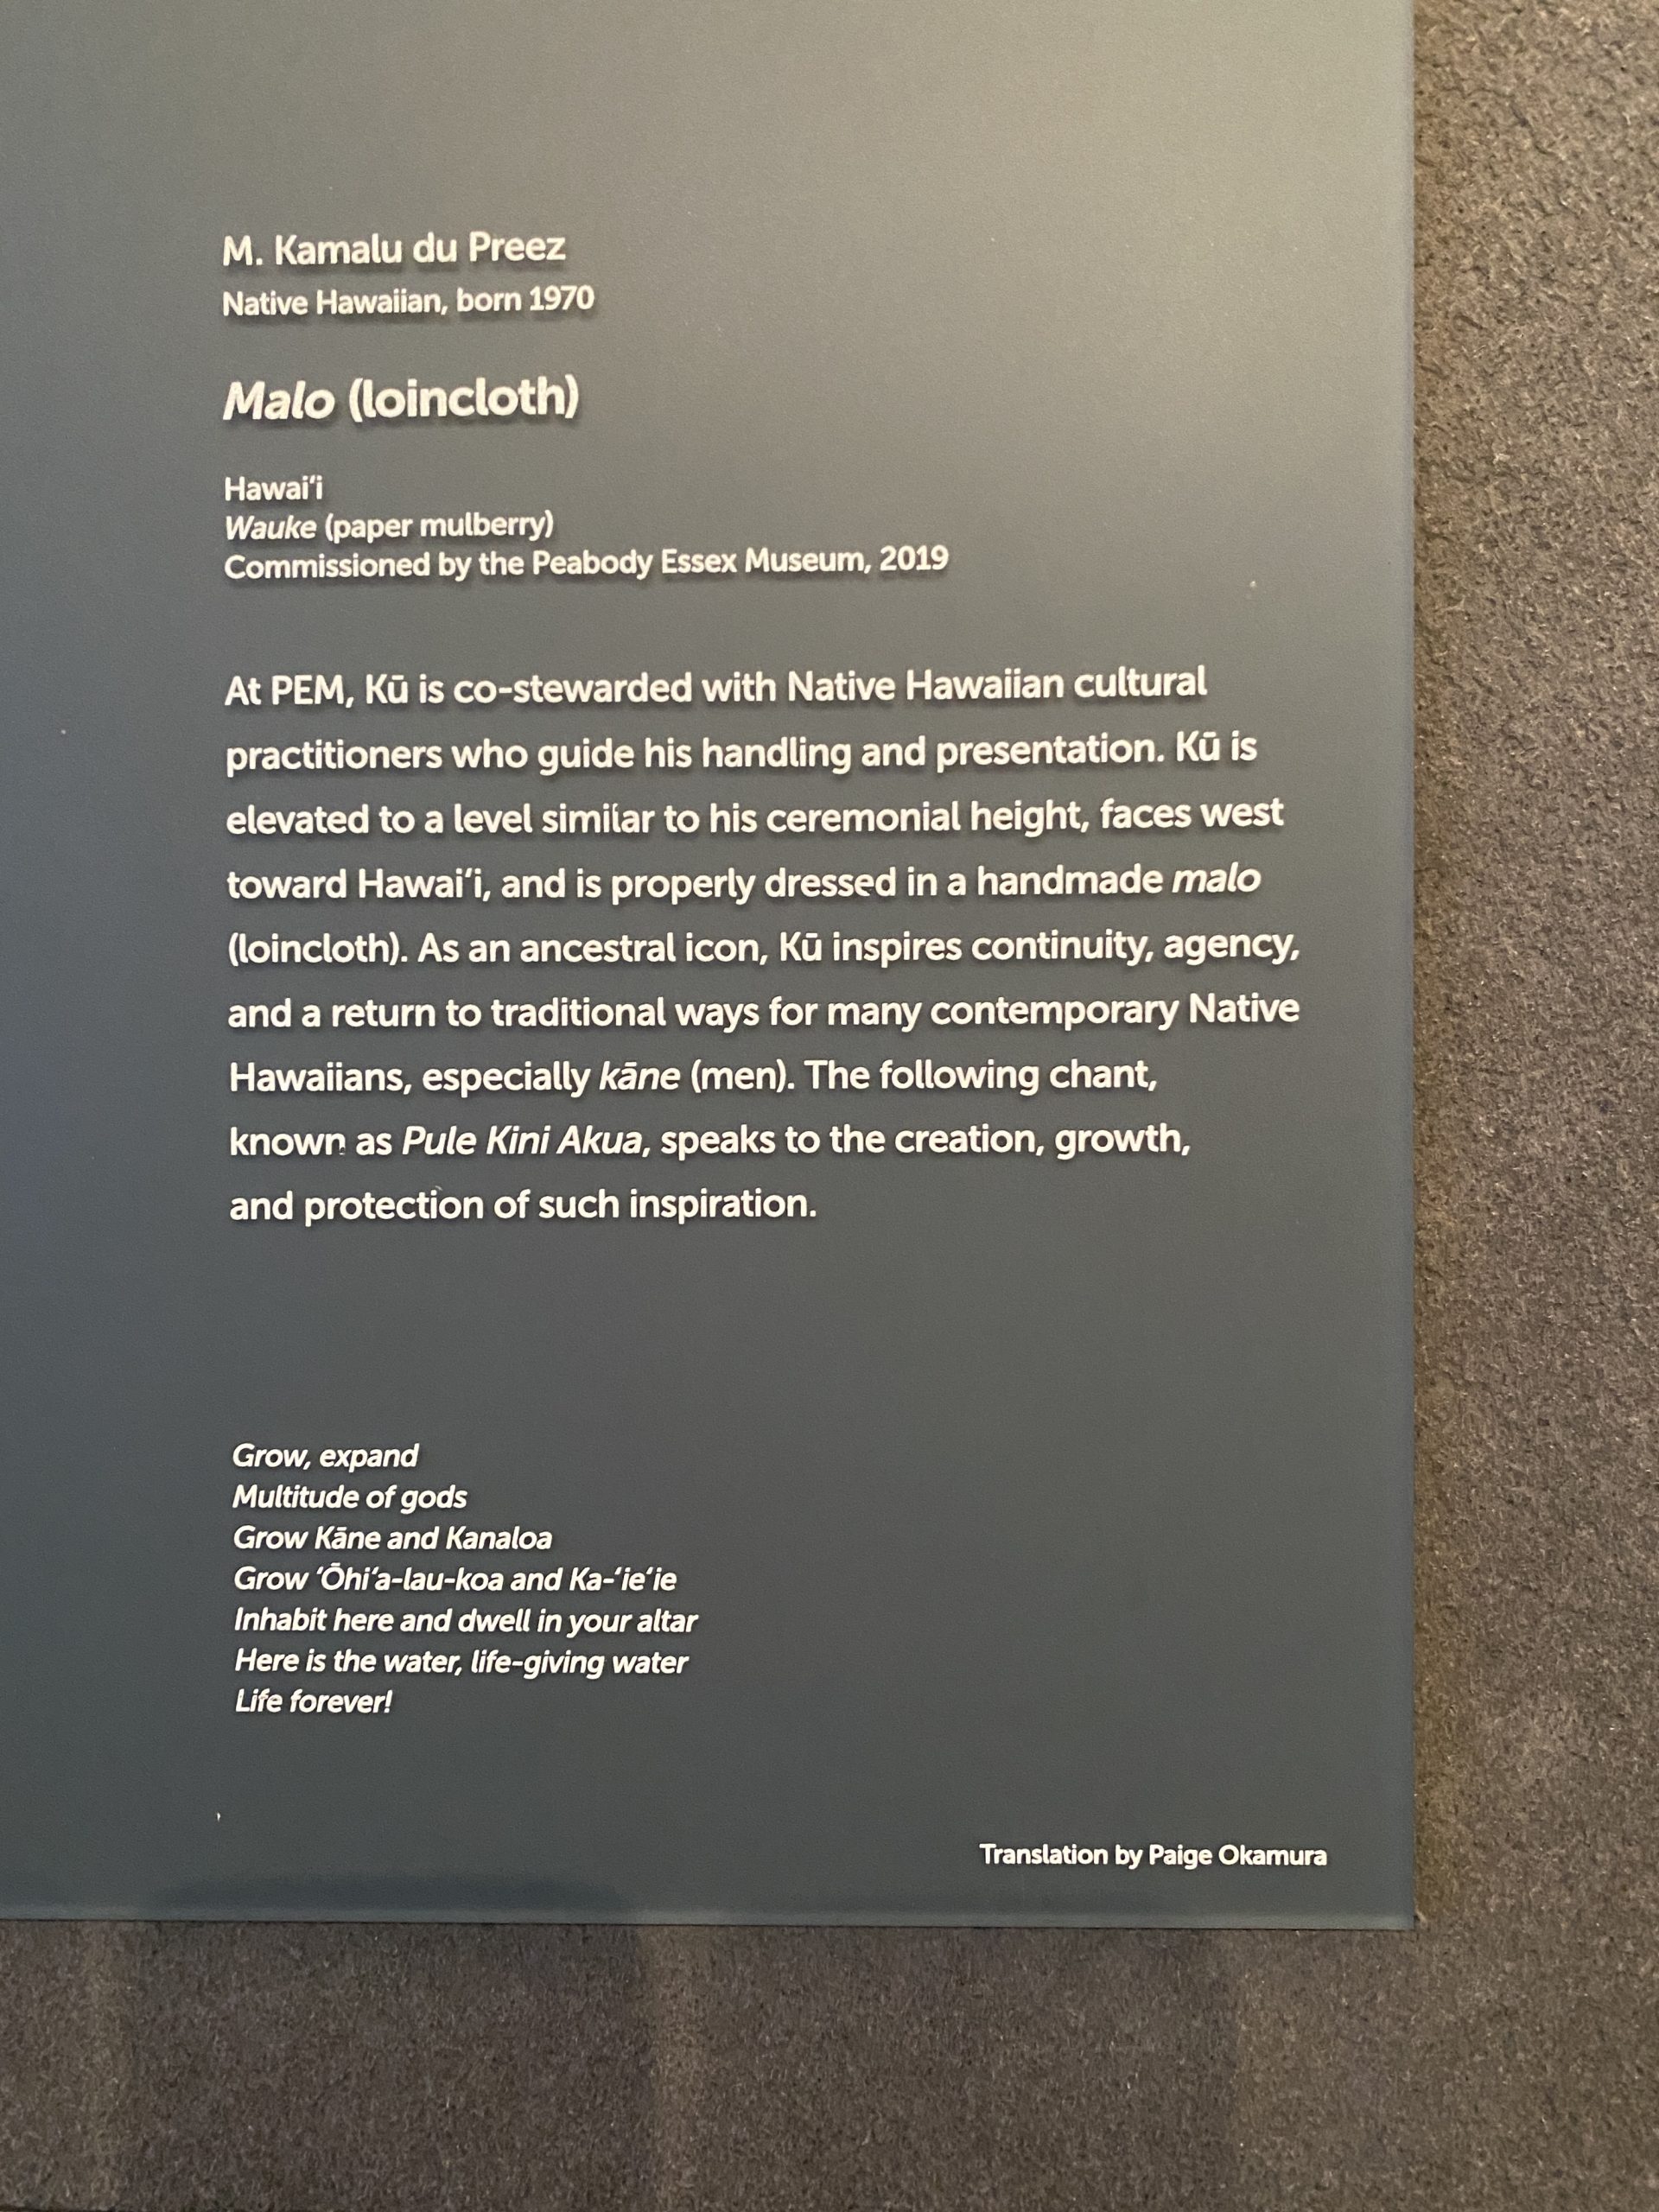 M. Kamalu du Preez
Native Hawaiian, born 1970
Malo (loincloth)
Hawaiʻi
Wauke (paper mulberry)
Commissioned by the Peabody Essex Museum, 2019
At PEM, Kū is co-stewarded with Native Hawaiian cultural
practitioners who guide his handling and presentation. Kū is
elevated to a level similar to his ceremonial height, faces west
toward Hawaiʻi, and is properly dressed in a handmade malo
(loincloth). As an ancestral icon, Kū inspires continuity, agency,
and a return to traditional ways for many contemporary Native
Hawaiians, especially kāne (men). The following chant,
known as Pule Kini Akua, speaks to the creation, growth,
and protection of such inspiration.
Grow, expand
Multitude of gods
Grow Kāne and Kanaloa
Grow ʻŌhiʻa-lau-koa and Ka-ʻieʻie
Inhabit here and dwell in your altar
Here is the water, life-giving water
Life forever!
Translation by Paige Okamura